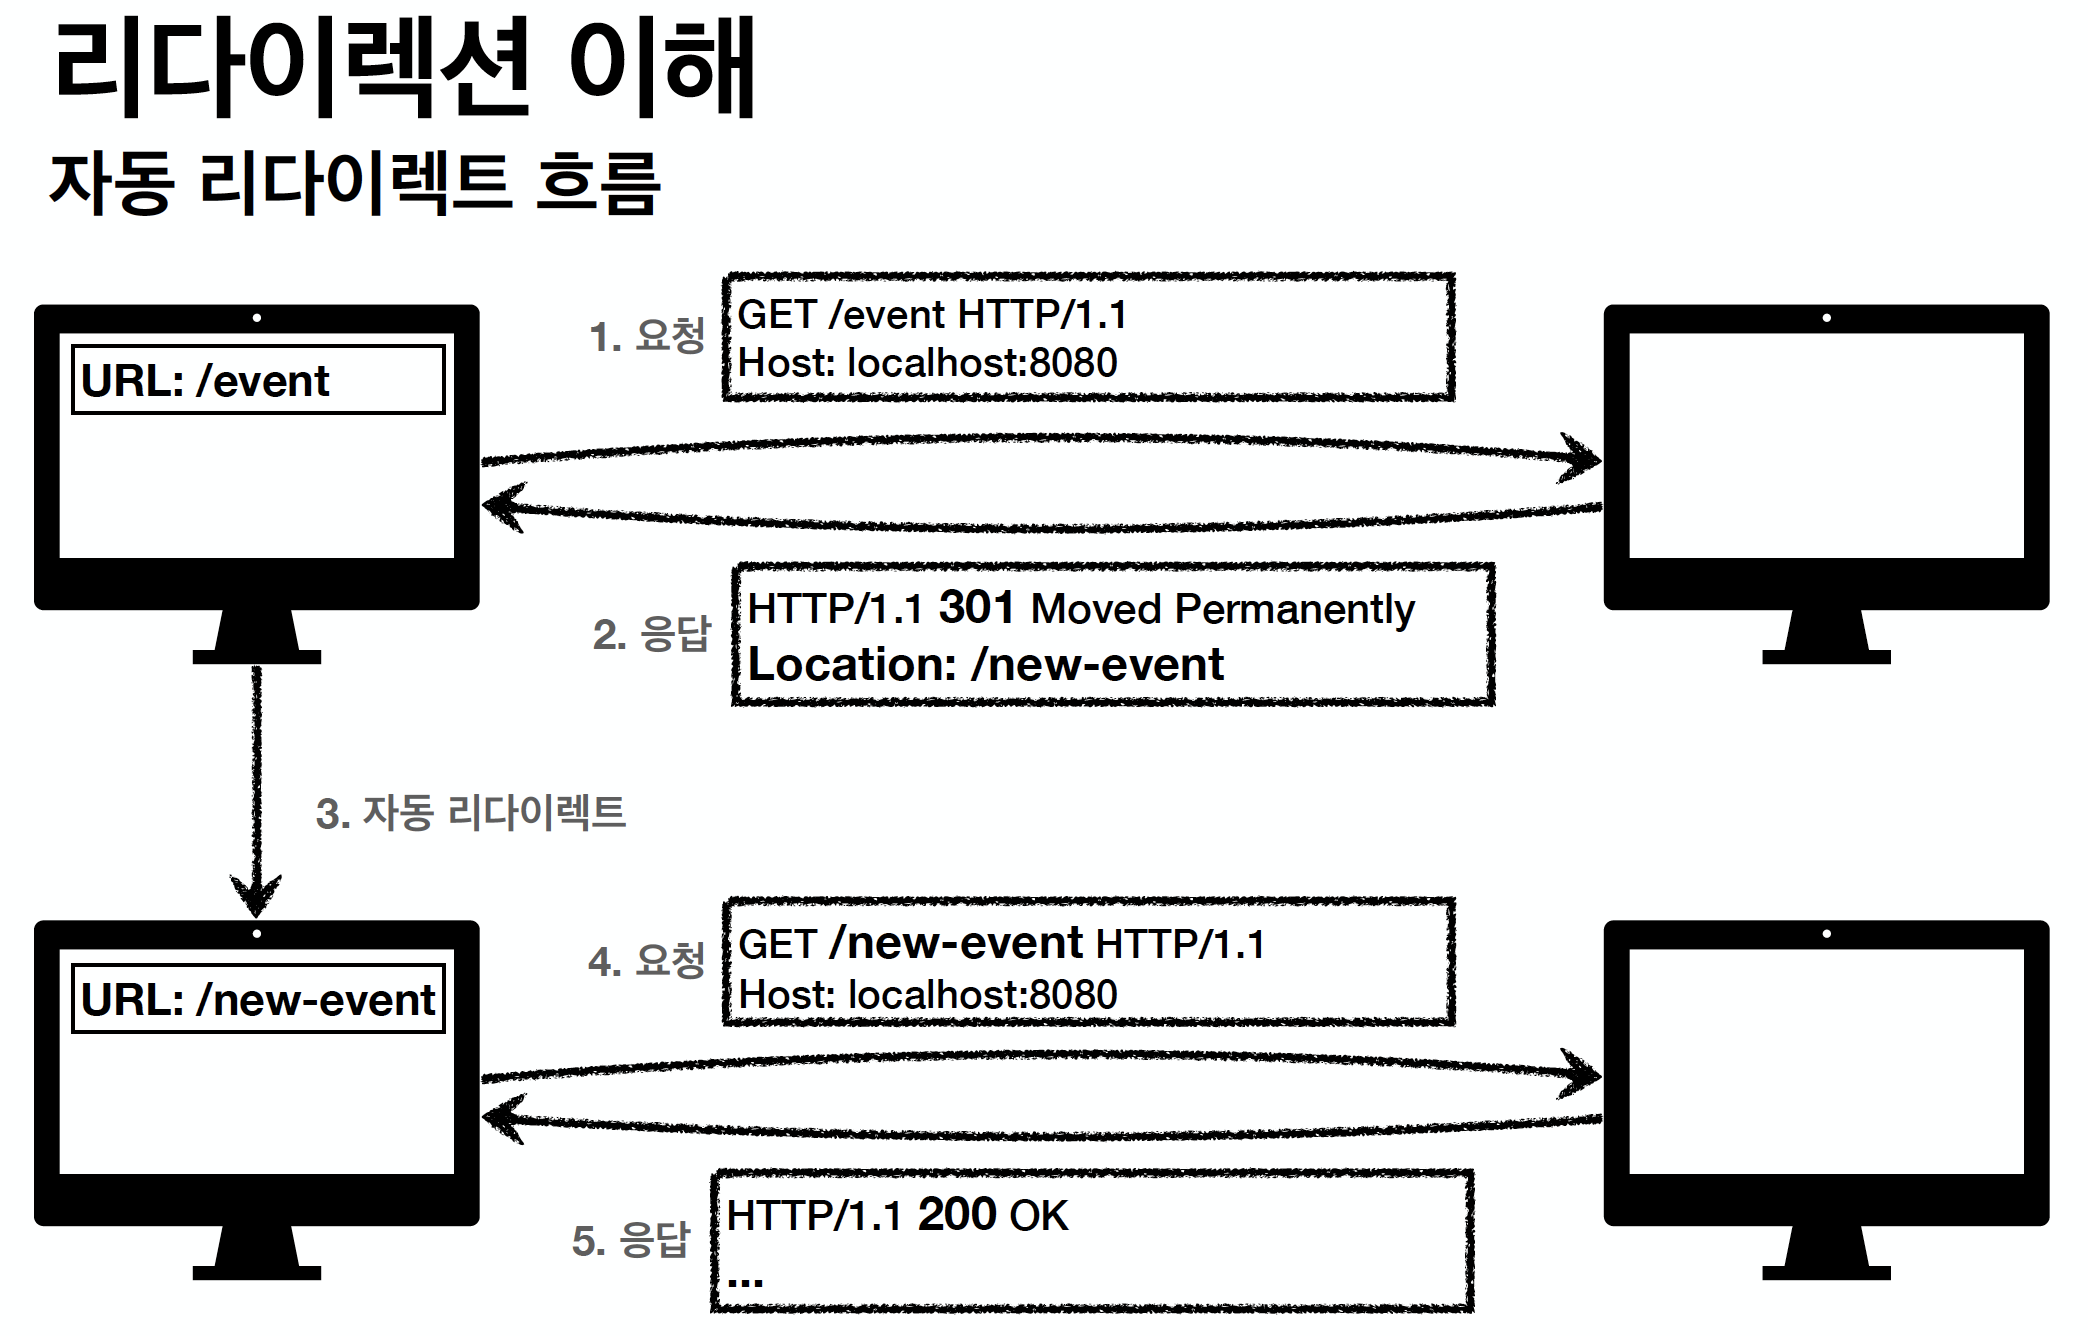 리다이렉션 이해
자동 리다이렉트 흐름
URL: /event
1. 요청
GET /event HTTP/1.1
Host: localhost:8080
2. 응답
HTTP/1.1 301 Moved Permanently
Location: /new-event
3. 자동 리다이렉트
URL: /new-event
4. 요청
GET /new-event HTTP/1.1
Host: localhost:8080
5. 응답
HTTP/1.1 200 OK
...